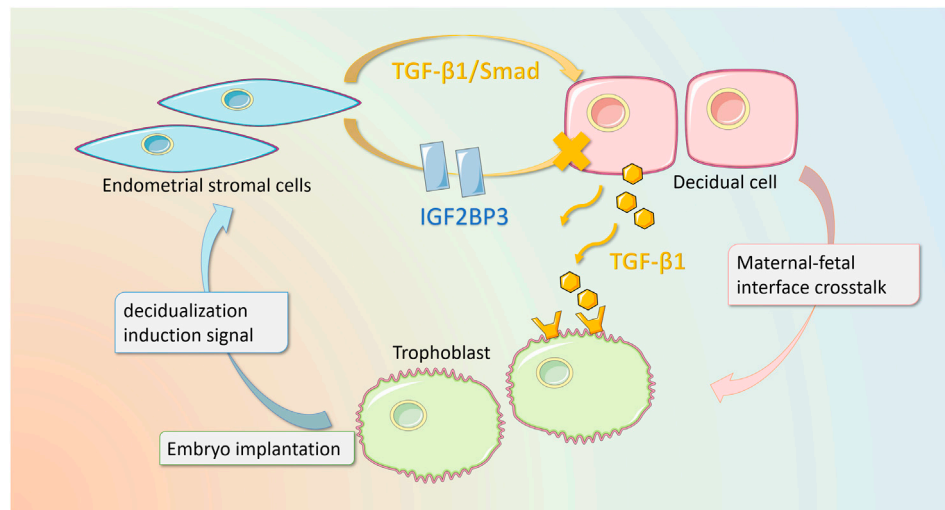 TGF-β1/Smad
Endometrial stromal cells
IGF2BP3
Decidual cell
TGF-β1
Maternal-fetal
interface crosstalk
decidualization
induction signal
Trophoblast
Embryo implantation